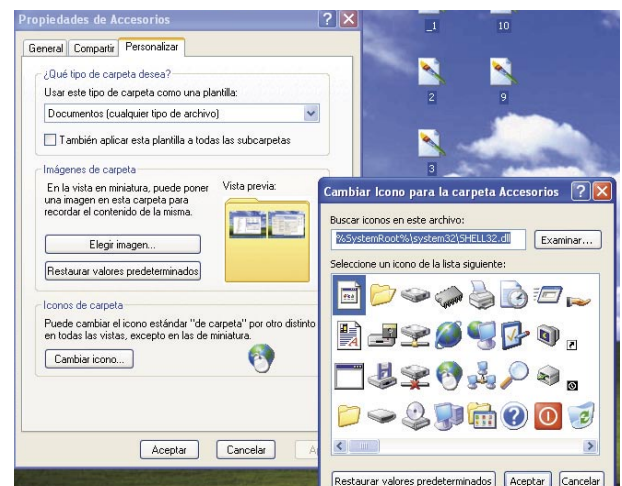 Propiedades de Accesorios
General Compartir Personalizar
¿Qué tipo de carpeta desea?
Usar este tipo de carpeta como una plantilla:
Documentos (cualquier tipo de archivo)
También aplicar esta plantilla a todas las subcarpetas
Imágenes de carpeta
En la vista en miniatura, puede poner
una imagen en esta carpeta para
recordar el contenido de la misma.
Vista previa:
Elegir imagen...
Restaurar valores predeterminados
Iconos de carpeta
Puede cambiar el icono estándar "de carpeta" por otro distinto
en todas las vistas, excepto en las de miniatura.
Cambiar icono...
Aceptar Cancelar
_1 10
2 9
3
Cambiar Icono para la carpeta Accesorios
Buscar iconos en este archivo:
%SystemRoot%\system32\SHELL32.dll Examinar...
Seleccione un icono de la lista siguiente:
Restaurar valores predeterminados Aceptar Cancelar